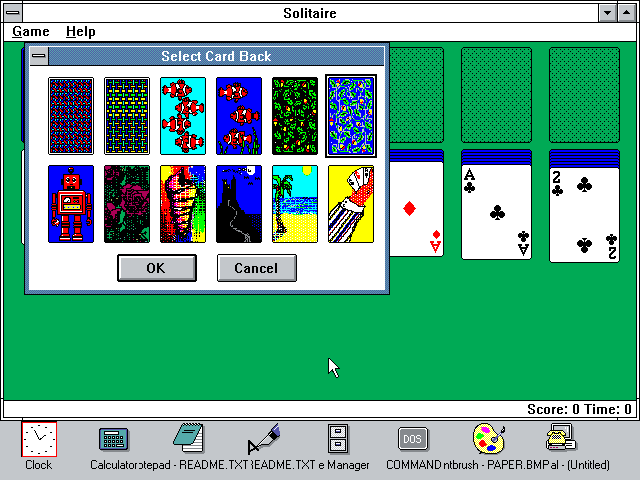 Solitaire
Game Help
Select Card Back
OK Cancel
A
A
A
2
2
Score: 0 Time: 0
DOS
Clock Calculator otepad - README.TXT README.TXT e Manager COMMAND ntbrush - PAPER.BMP al - (Untitled)